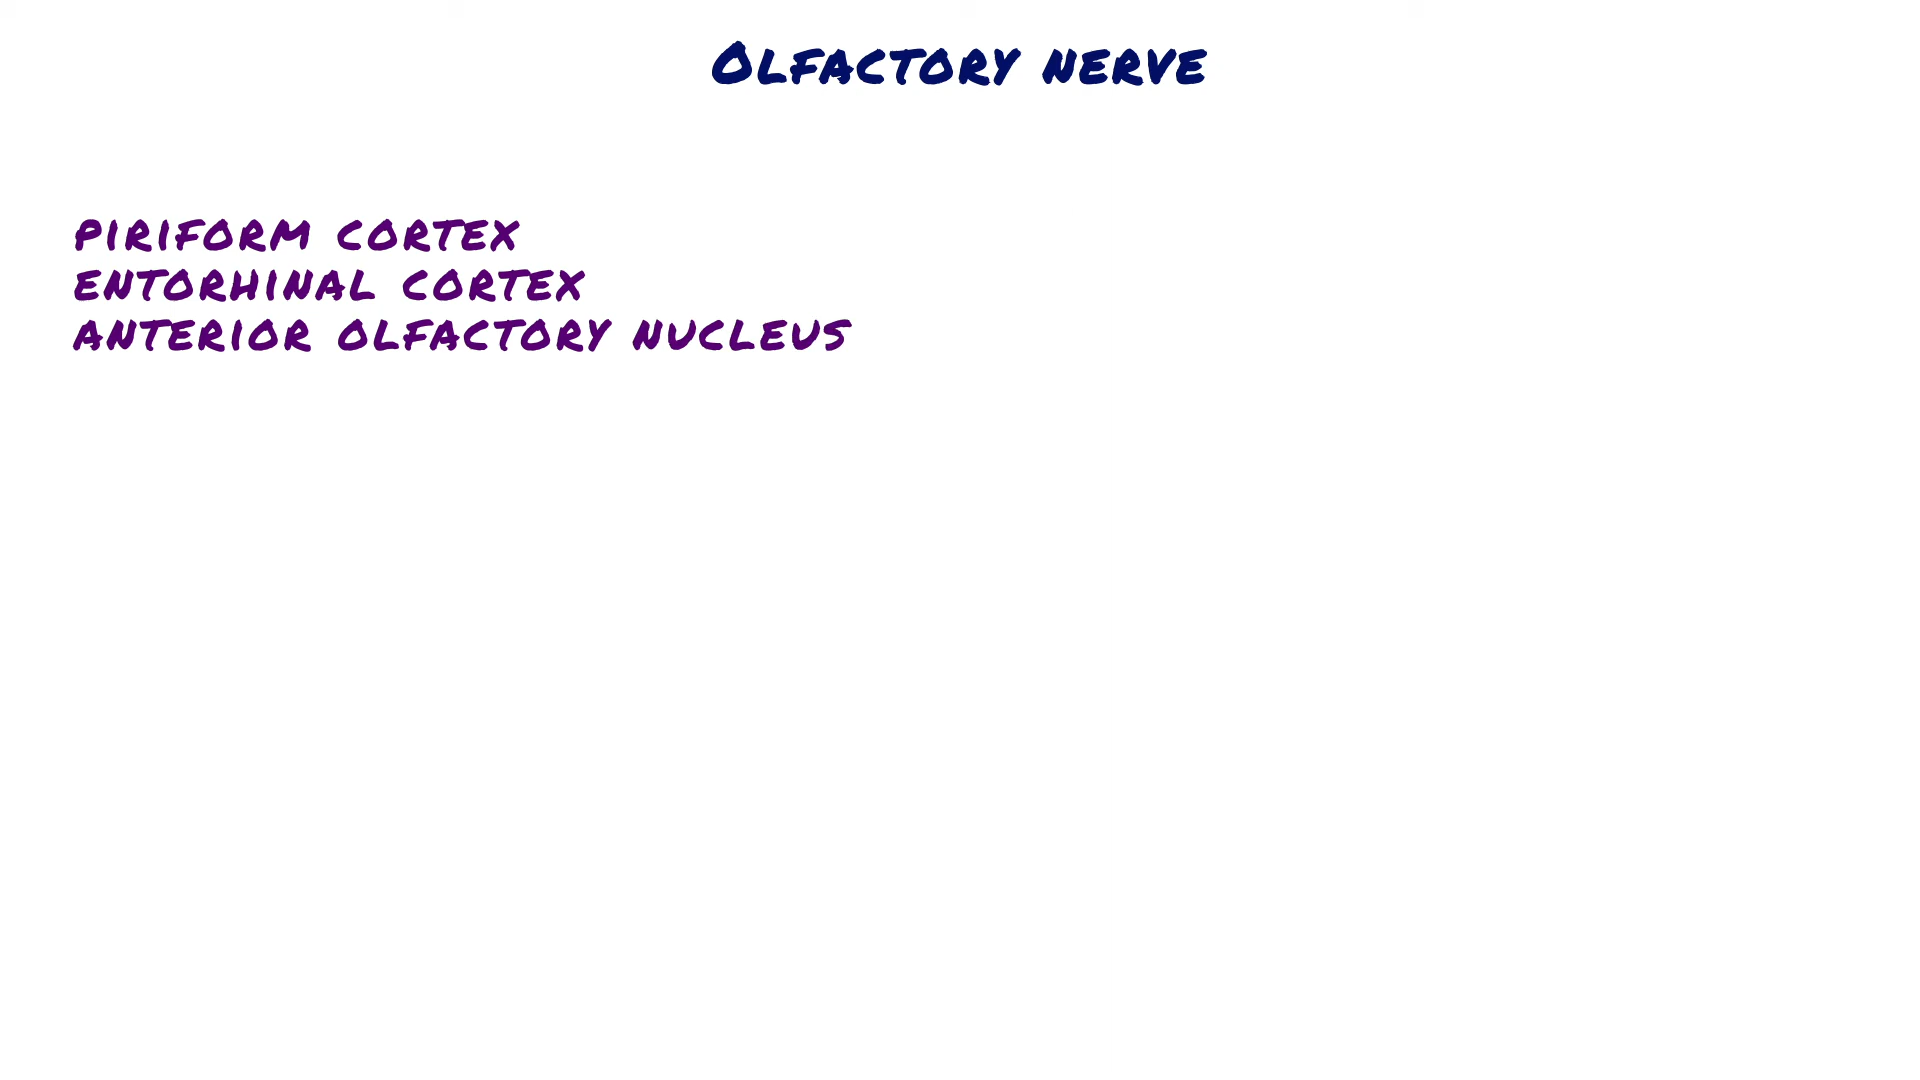 Olfactory nerve
piriform cortex
entorhinal cortex
anterior olfactory nucleus